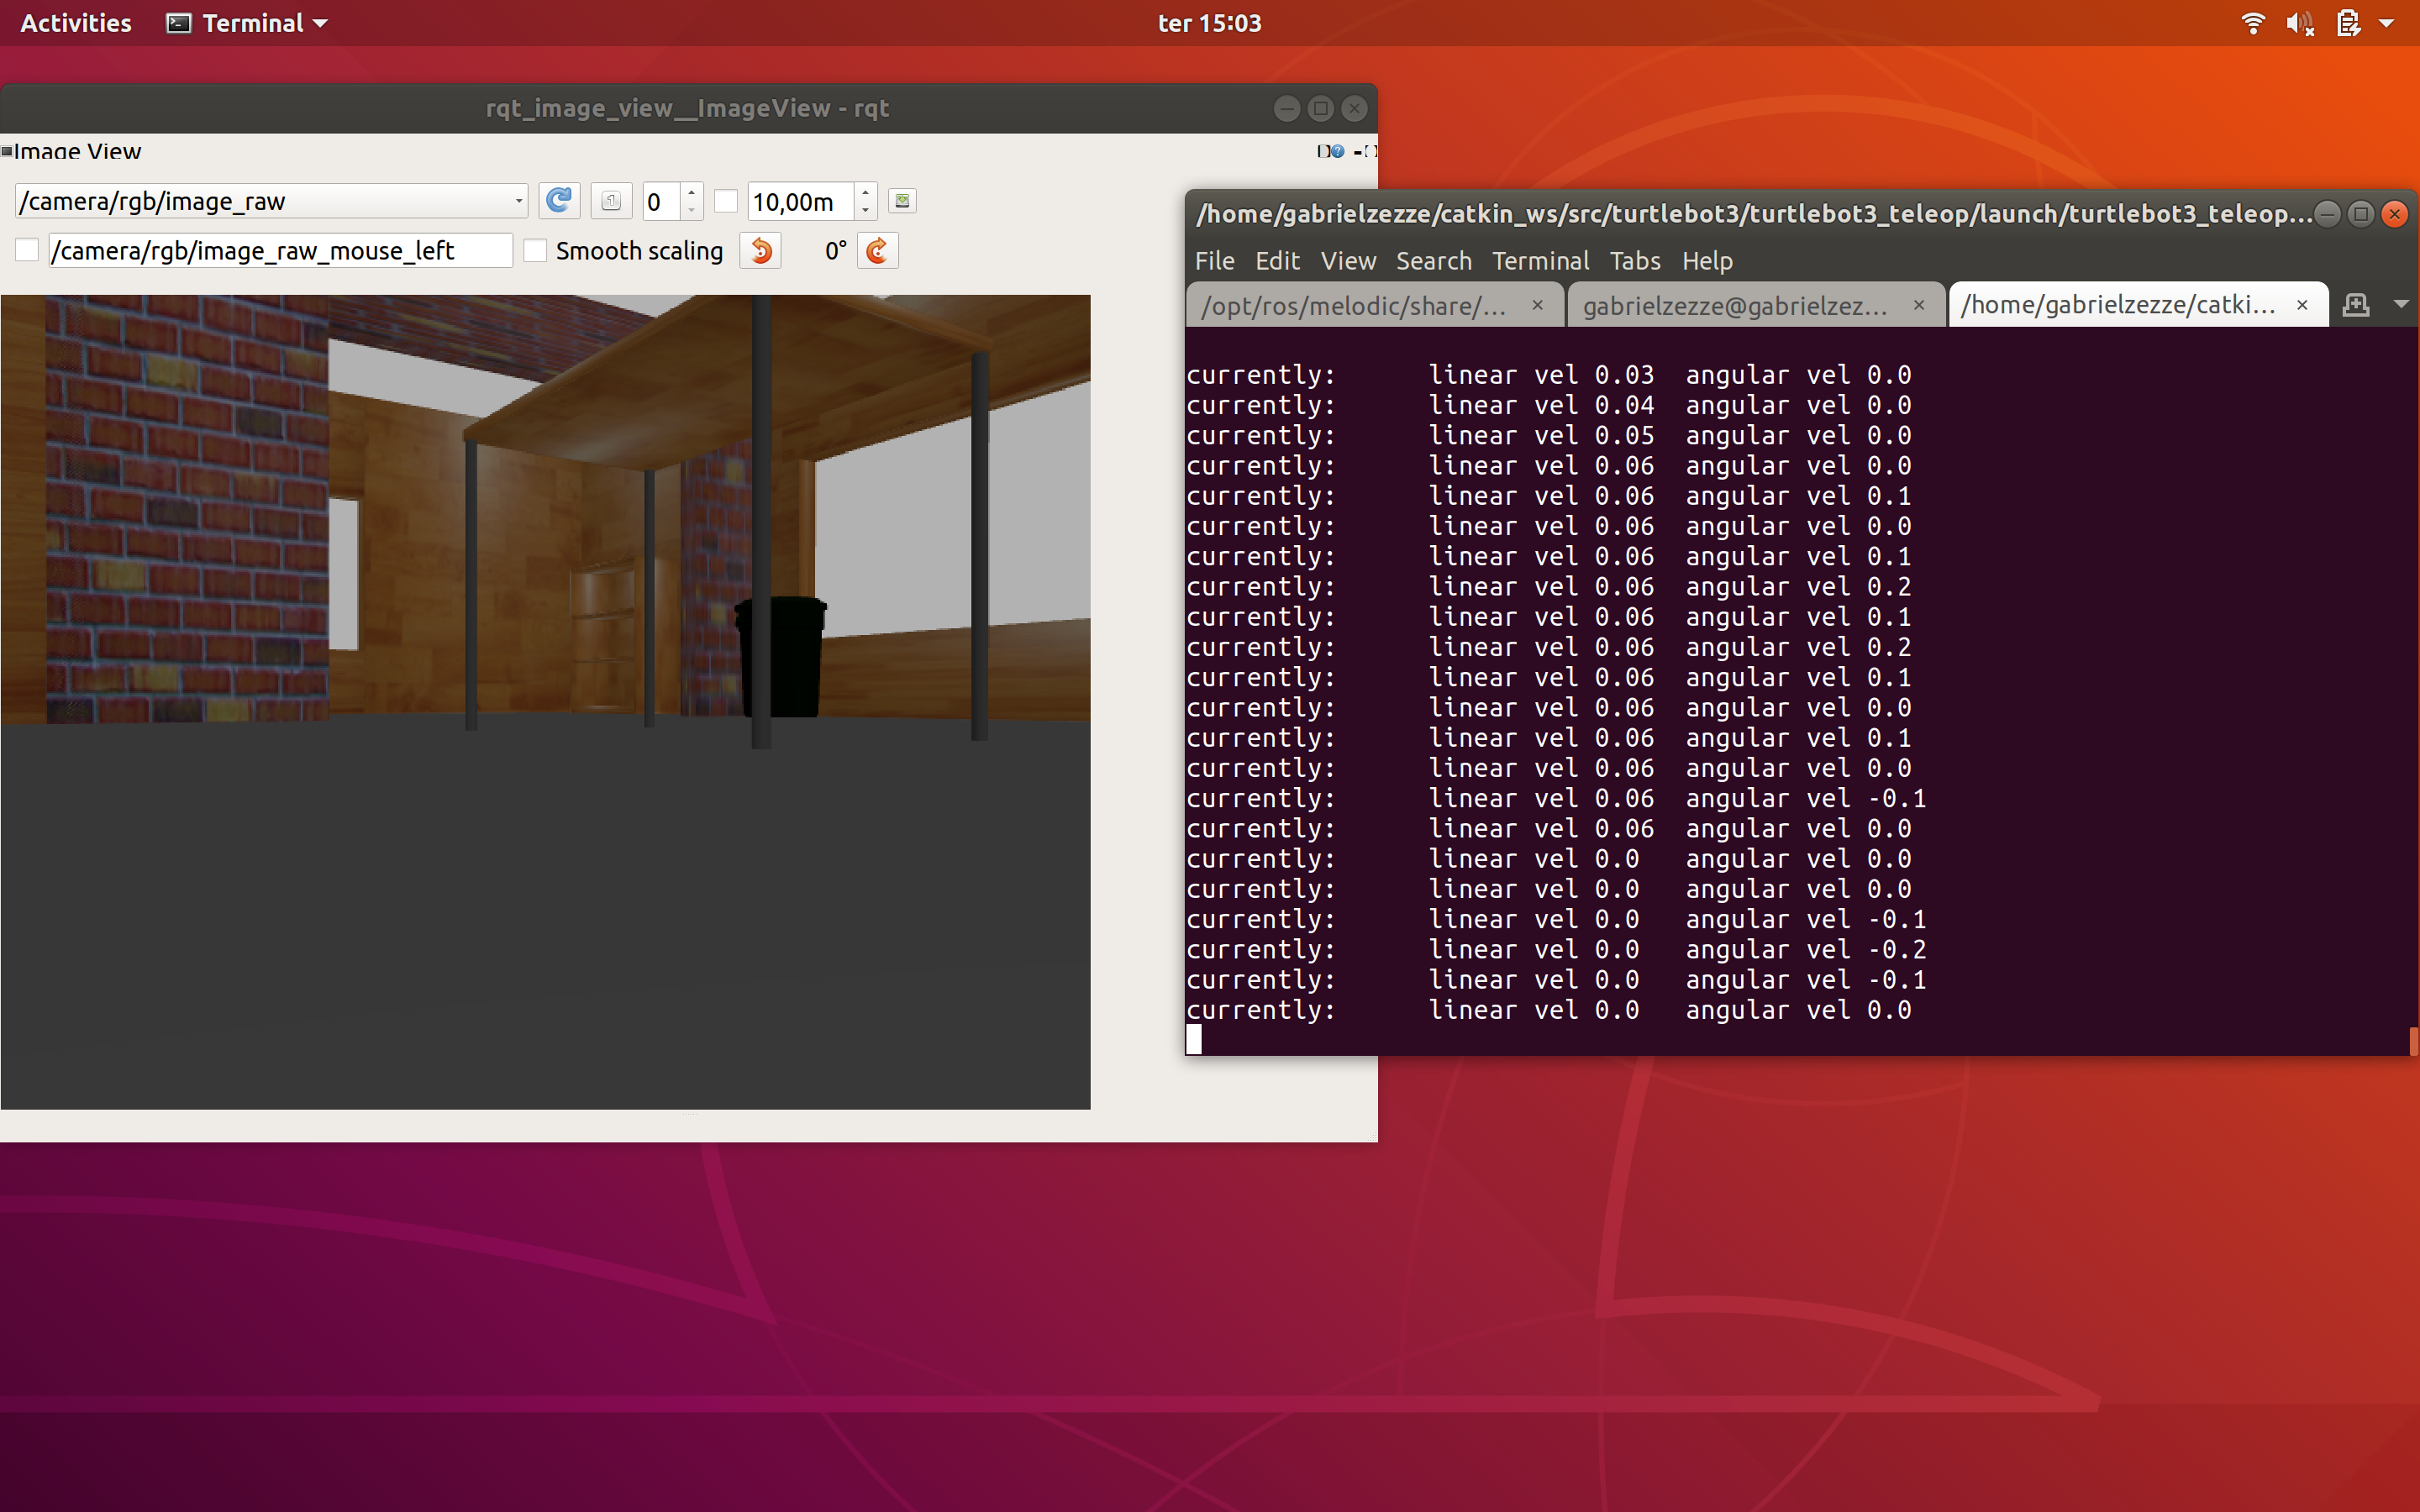 Activities Terminal ter 15:03
rqt_image_view__ImageView - rqt
Image View
/camera/rgb/image_raw 1 0 10,00m
/camera/rgb/image_raw_mouse_left Smooth scaling 0°
/home/gabrielzezze/catkin_ws/src/turtlebot3/turtlebot3_teleop/launch/turtlebot3_teleop...
File Edit View Search Terminal Tabs Help
/opt/ros/melodic/share/... gabrielzezze@gabrielzez... /home/gabrielzezze/catki...
currently: linear vel 0.03 angular vel 0.0
currently: linear vel 0.04 angular vel 0.0
currently: linear vel 0.05 angular vel 0.0
currently: linear vel 0.06 angular vel 0.0
currently: linear vel 0.06 angular vel 0.1
currently: linear vel 0.06 angular vel 0.0
currently: linear vel 0.06 angular vel 0.1
currently: linear vel 0.06 angular vel 0.2
currently: linear vel 0.06 angular vel 0.1
currently: linear vel 0.06 angular vel 0.2
currently: linear vel 0.06 angular vel 0.1
currently: linear vel 0.06 angular vel 0.0
currently: linear vel 0.06 angular vel 0.1
currently: linear vel 0.06 angular vel 0.0
currently: linear vel 0.06 angular vel -0.1
currently: linear vel 0.06 angular vel 0.0
currently: linear vel 0.0 angular vel 0.0
currently: linear vel 0.0 angular vel 0.0
currently: linear vel 0.0 angular vel -0.1
currently: linear vel 0.0 angular vel -0.2
currently: linear vel 0.0 angular vel -0.1
currently: linear vel 0.0 angular vel 0.0